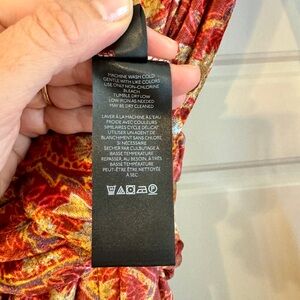 MACHINE WASH COLD
GENTLE WITH LIKE COLORS
USE ONLY NON-CHLORINE
BLEACH
TUMBLE DRY LOW
LOW IRON AS NEEDED
MAY BE DRY CLEANED
LAVER À LA MACHINE À L'EAU
FROIDE AVEC COULEURS
SIMILAIRES CYCLE DÉLICAT
UTILISER UN AGENT DE
BLANCHIMENT SANS CHLORE
SI NÉCESSAIRE
SÉCHER PAR CULBUTAGE À
BASSE TEMPÉRATURE
REPASSER, AU BESOIN, À
BASSE TEMPÉRATURE
PEUT-ÊTRE ÊTRE NETTOYÉE
À SEC